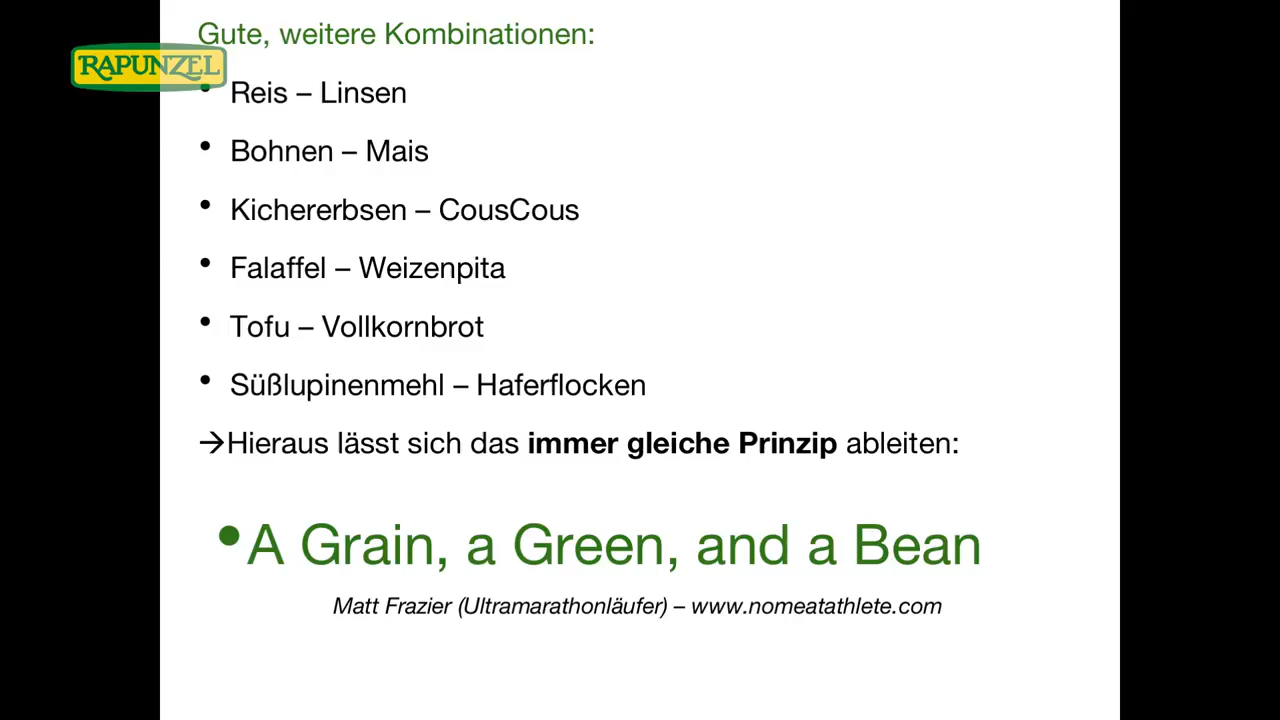 Gute, weitere Kombinationen:
RAPUNZEL
• Reis – Linsen
• Bohnen – Mais
• Kichererbsen – CousCous
• Falaffel – Weizenpita
• Tofu – Vollkornbrot
• Süßlupinenmehl – Haferflocken
→Hieraus lässt sich das immer gleiche Prinzip ableiten:
•A Grain, a Green, and a Bean
Matt Frazier (Ultramarathonläufer) – www.nomeatathlete.com